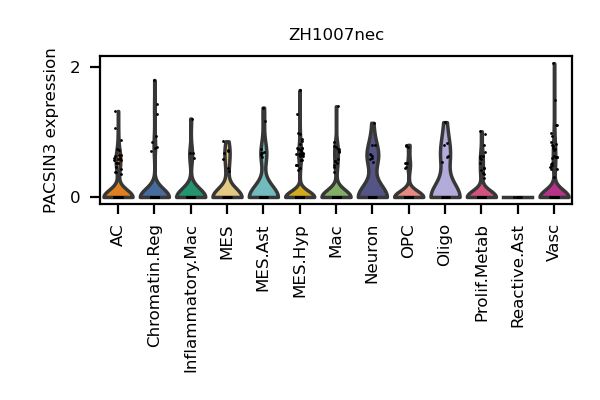 ZH1007nec
PACSIN3 expression
2
0
AC
Chromatin.Reg
Inflammatory.Mac
MES
MES.Ast
MES.Hyp
Mac
Neuron
OPC
Oligo
Prolif.Metab
Reactive.Ast
Vasc